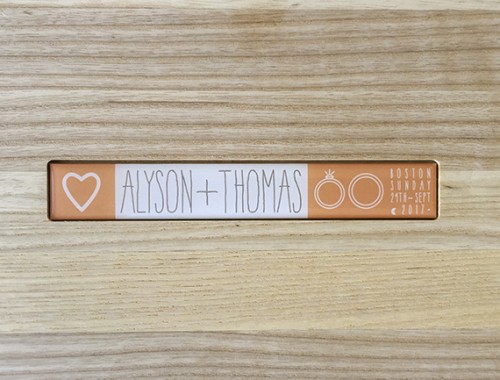 ALYSON+THOMAS
BOSTON
SUNDAY
24TH-SEPT
2017